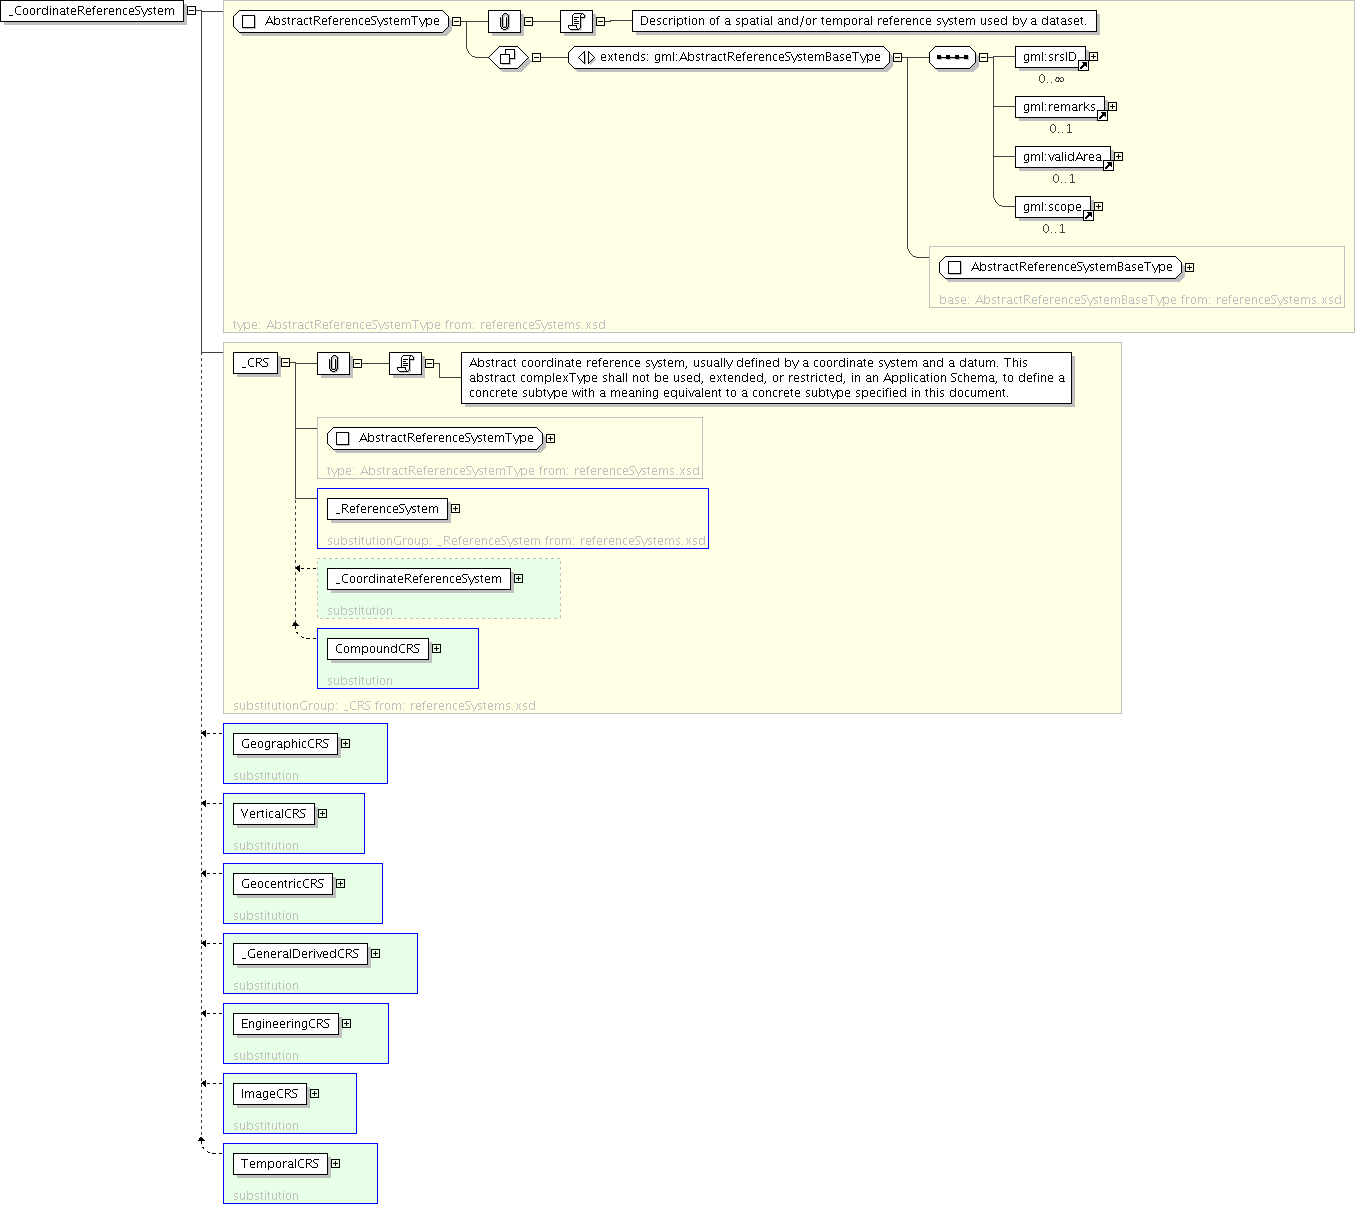 _CoordinateReferenceSystem
AbstractReferenceSystemType
Description of a spatial and/or temporal reference system used by a dataset.
extends: gml:AbstractReferenceSystemBaseType
gml:srsID
0..∞
gml:remarks
0..1
gml:validArea
0..1
gml:scope
0..1
AbstractReferenceSystemBaseType
base: AbstractReferenceSystemBaseType from: referenceSystems.xsd
type: AbstractReferenceSystemType from: referenceSystems.xsd
_CRS
Abstract coordinate reference system, usually defined by a coordinate system and a datum. This
abstract complexType shall not be used, extended, or restricted, in an Application Schema, to define a
concrete subtype with a meaning equivalent to a concrete subtype specified in this document.
AbstractReferenceSystemType
type: AbstractReferenceSystemType from: referenceSystems.xsd
_ReferenceSystem
substitutionGroup: _ReferenceSystem from: referenceSystems.xsd
_CoordinateReferenceSystem
substitution
CompoundCRS
substitution
substitutionGroup: _CRS from: referenceSystems.xsd
GeographicCRS
substitution
VerticalCRS
substitution
GeocentricCRS
substitution
_GeneralDerivedCRS
substitution
EngineeringCRS
substitution
ImageCRS
substitution
TemporalCRS
substitution